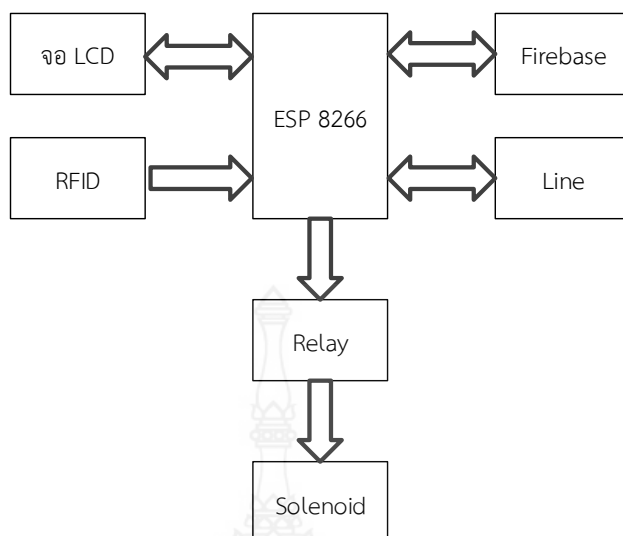 จอ LCD
ESP 8266
Firebase
RFID
Line
Relay
Solenoid